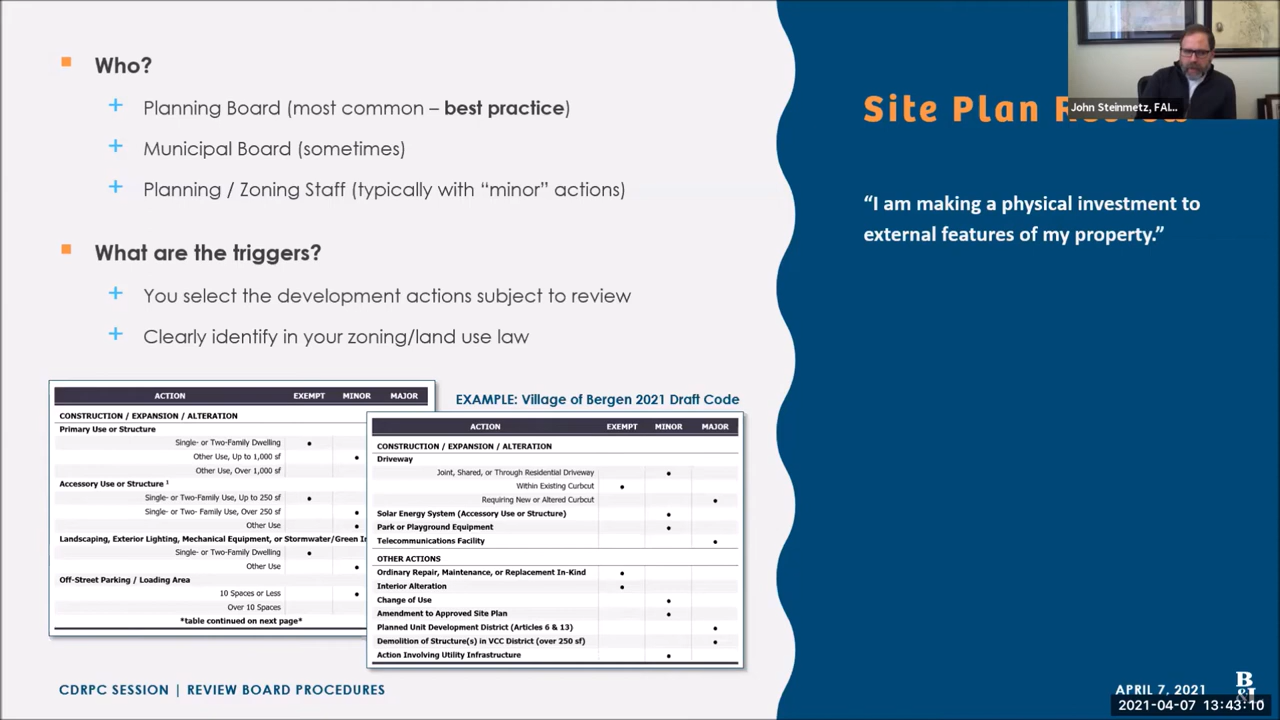 Who?
+ Planning Board (most common – best practice)
+ Municipal Board (sometimes)
+ Planning / Zoning Staff (typically with “minor” actions)
What are the triggers?
+ You select the development actions subject to review
+ Clearly identify in your zoning/land use law
EXAMPLE: Village of Bergen 2021 Draft Code
ACTION EXEMPT MINOR MAJOR
CONSTRUCTION / EXPANSION / ALTERATION
Primary Use or Structure
Single- or Two-Family Dwelling •
Other Use, Up to 1,000 sf •
Other Use, Over 1,000 sf
Accessory Use or Structure ¹
Single- or Two-Family Use, Up to 250 sf •
Single- or Two- Family Use, Over 250 sf •
Other Use •
Landscaping, Exterior Lighting, Mechanical Equipment, or Stormwater/Green
Single- or Two-Family Dwelling •
Other Use •
Off-Street Parking / Loading Area
10 Spaces or Less •
Over 10 Spaces
*table continued on next page*
ACTION EXEMPT MINOR MAJOR
CONSTRUCTION / EXPANSION / ALTERATION
Driveway
Joint, Shared, or Through Residential Driveway •
Within Existing Curbcut •
Requiring New or Altered Curbcut •
Solar Energy System (Accessory Use or Structure) •
Park or Playground Equipment •
Telecommunications Facility •
OTHER ACTIONS
Ordinary Repair, Maintenance, or Replacement In-Kind •
Interior Alteration •
Change of Use •
Amendment to Approved Site Plan •
Planned Unit Development District (Articles 6 & 13) •
Demolition of Structure(s) in VCC District (over 250 sf) •
Action Involving Utility Infrastructure •
CDRPC SESSION | REVIEW BOARD PROCEDURES
John Steinmetz, FAI...
Site Plan
“I am making a physical investment to
external features of my property.”
APRIL 7, 2021
B
&L
2021-04-07 13:43:10